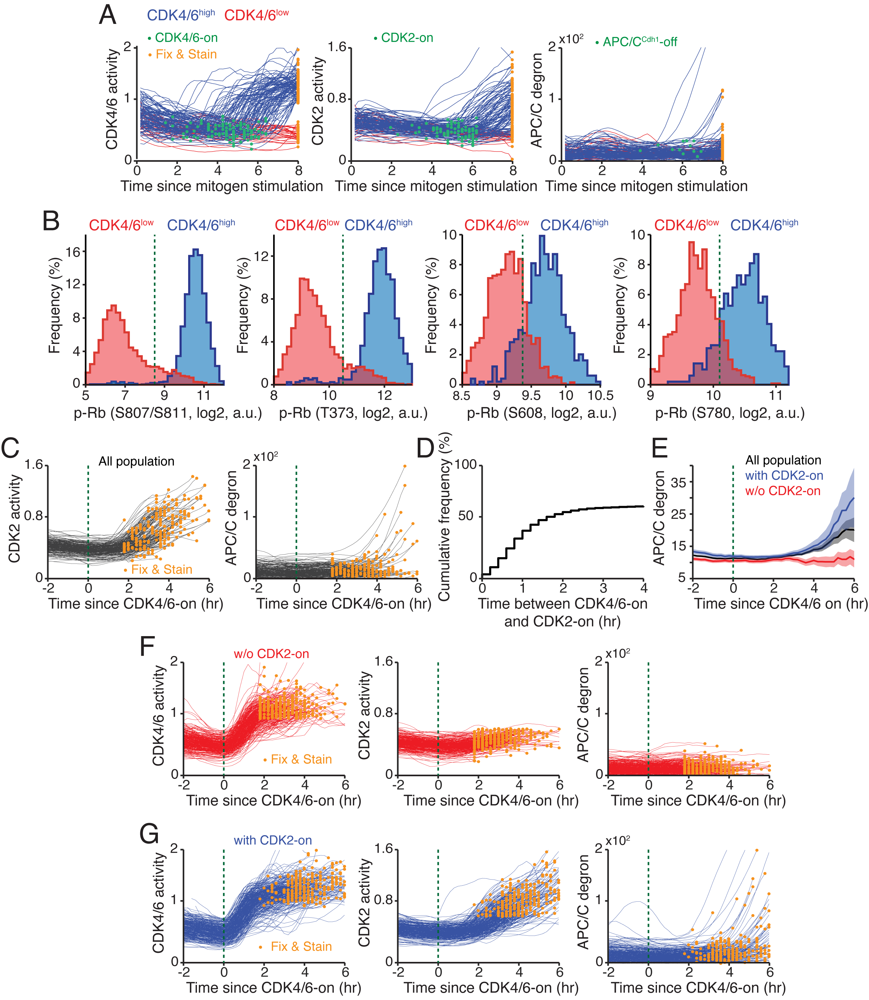 A
CDK4/6high CDK4/6low
• CDK4/6-on
• Fix & Stain
CDK4/6 activity
2
1
0
0 2 4 6 8
Time since mitogen stimulation
• CDK2-on
CDK2 activity
1.6
0.8
0
0 2 4 6 8
Time since mitogen stimulation
x10²
• APC/CCdh1-off
APC/C degron
2
1
0
0 2 4 6 8
Time since mitogen stimulation
B
CDK4/6low CDK4/6high
Frequency (%)
16
12
8
4
0
5 7 9 11
p-Rb (S807/S811, log2, a.u.)
CDK4/6low CDK4/6high
Frequency (%)
12
8
4
0
8 10 12
p-Rb (T373, log2, a.u.)
CDK4/6low CDK4/6high
Frequency (%)
10
8
6
4
2
0
8.5 9 9.5 10 10.5
p-Rb (S608, log2, a.u.)
CDK4/6low CDK4/6high
Frequency (%)
10
8
6
4
2
0
9 10 11
p-Rb (S780, log2, a.u.)
C
All population
CDK2 activity
1.6
0.8
0
• Fix & Stain
-2 0 2 4 6
Time since CDK4/6-on (hr)
x10²
APC/C degron
2
1
0
-2 0 2 4 6
Time since CDK4/6-on (hr)
D
Cumulative frequency (%)
100
50
0
0 1 2 3 4
Time between CDK4/6-on
and CDK2-on (hr)
E
All population
with CDK2-on
w/o CDK2-on
APC/C degron
35
25
15
5
-2 0 2 4 6
Time since CDK4/6 on (hr)
F
w/o CDK2-on
CDK4/6 activity
2
1
0
• Fix & Stain
-2 0 2 4 6
Time since CDK4/6-on (hr)
CDK2 activity
1.6
0.8
0
-2 0 2 4 6
Time since CDK4/6-on (hr)
x10²
APC/C degron
2
1
0
-2 0 2 4 6
Time since CDK4/6-on (hr)
G
with CDK2-on
CDK4/6 activity
2
1
0
• Fix & Stain
-2 0 2 4 6
Time since CDK4/6-on (hr)
CDK2 activity
1.6
0.8
0
-2 0 2 4 6
Time since CDK4/6-on (hr)
x10²
APC/C degron
2
1
0
-2 0 2 4 6
Time since CDK4/6-on (hr)